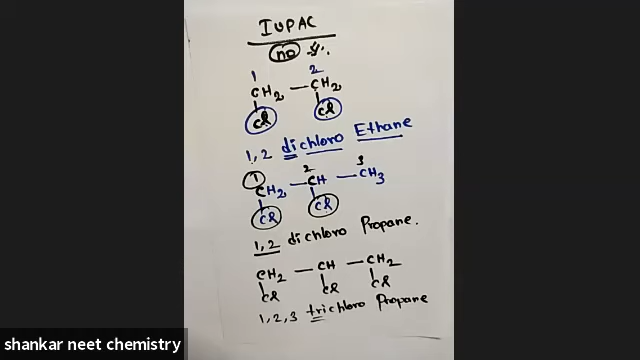 IUPAC
no
1 2
CH2 — CH2
Cl Cl
1,2 dichloro Ethane
1 2 3
CH2 — CH — CH3
Cl Cl
1,2 dichloro Propane.
CH2 — CH — CH2
Cl Cl Cl
1,2,3 trichloro Propane
shankar neet chemistry